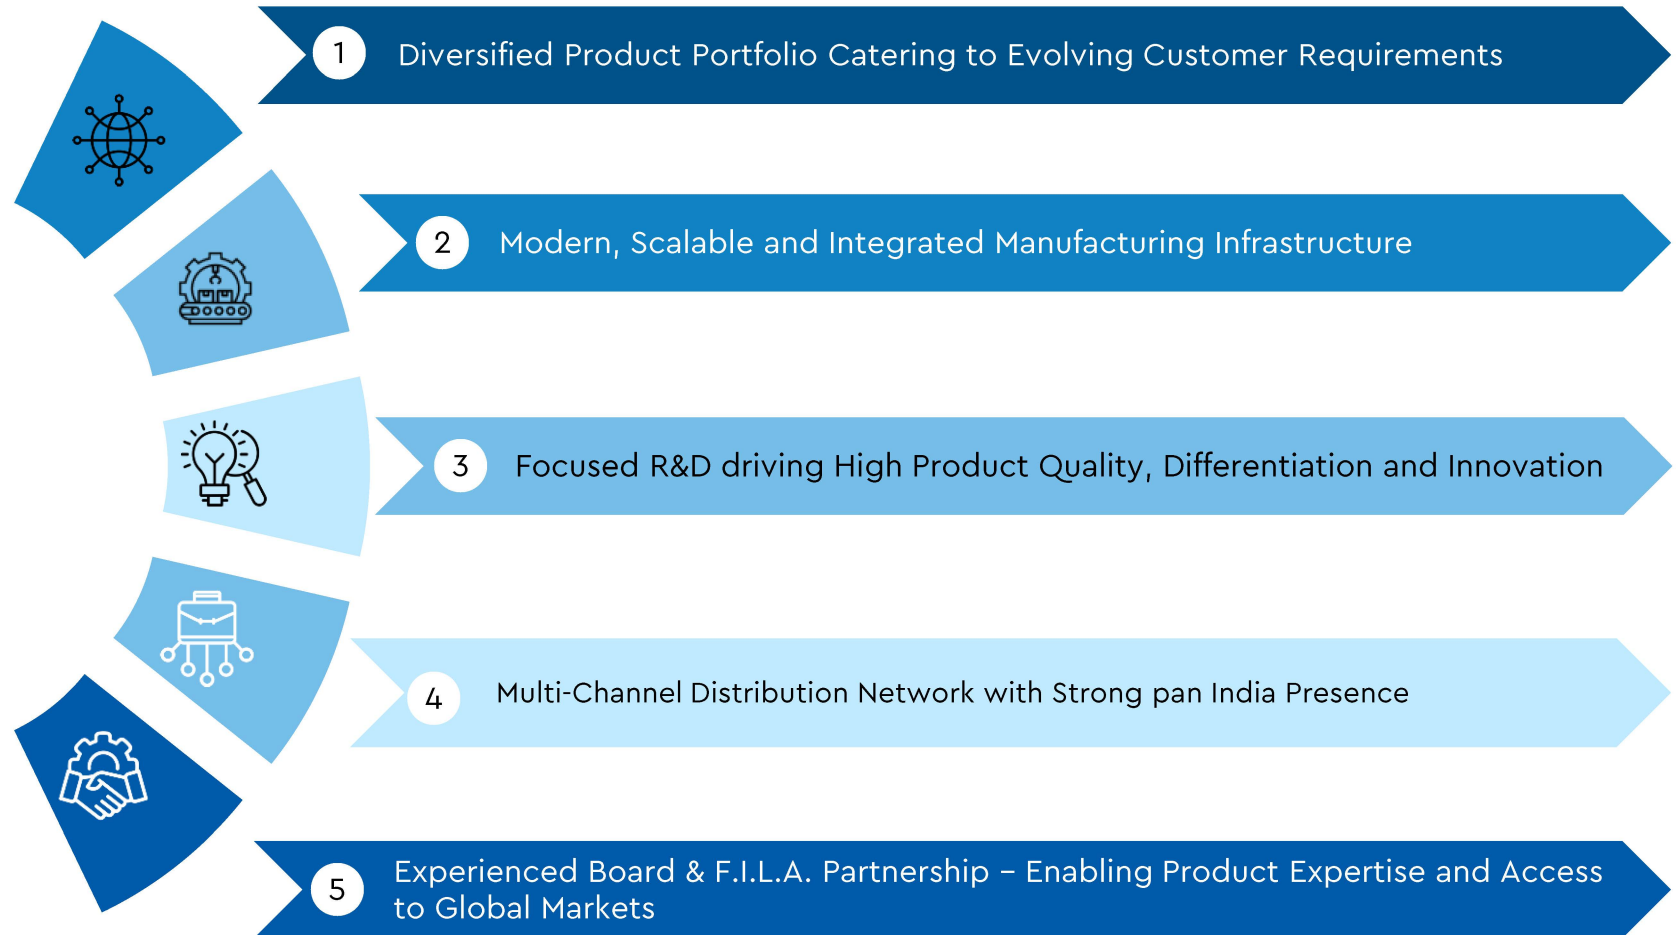 1 Diversified Product Portfolio Catering to Evolving Customer Requirements
2 Modern, Scalable and Integrated Manufacturing Infrastructure
3 Focused R&D driving High Product Quality, Differentiation and Innovation
4 Multi-Channel Distribution Network with Strong pan India Presence
5 Experienced Board & F.I.L.A. Partnership – Enabling Product Expertise and Access
to Global Markets